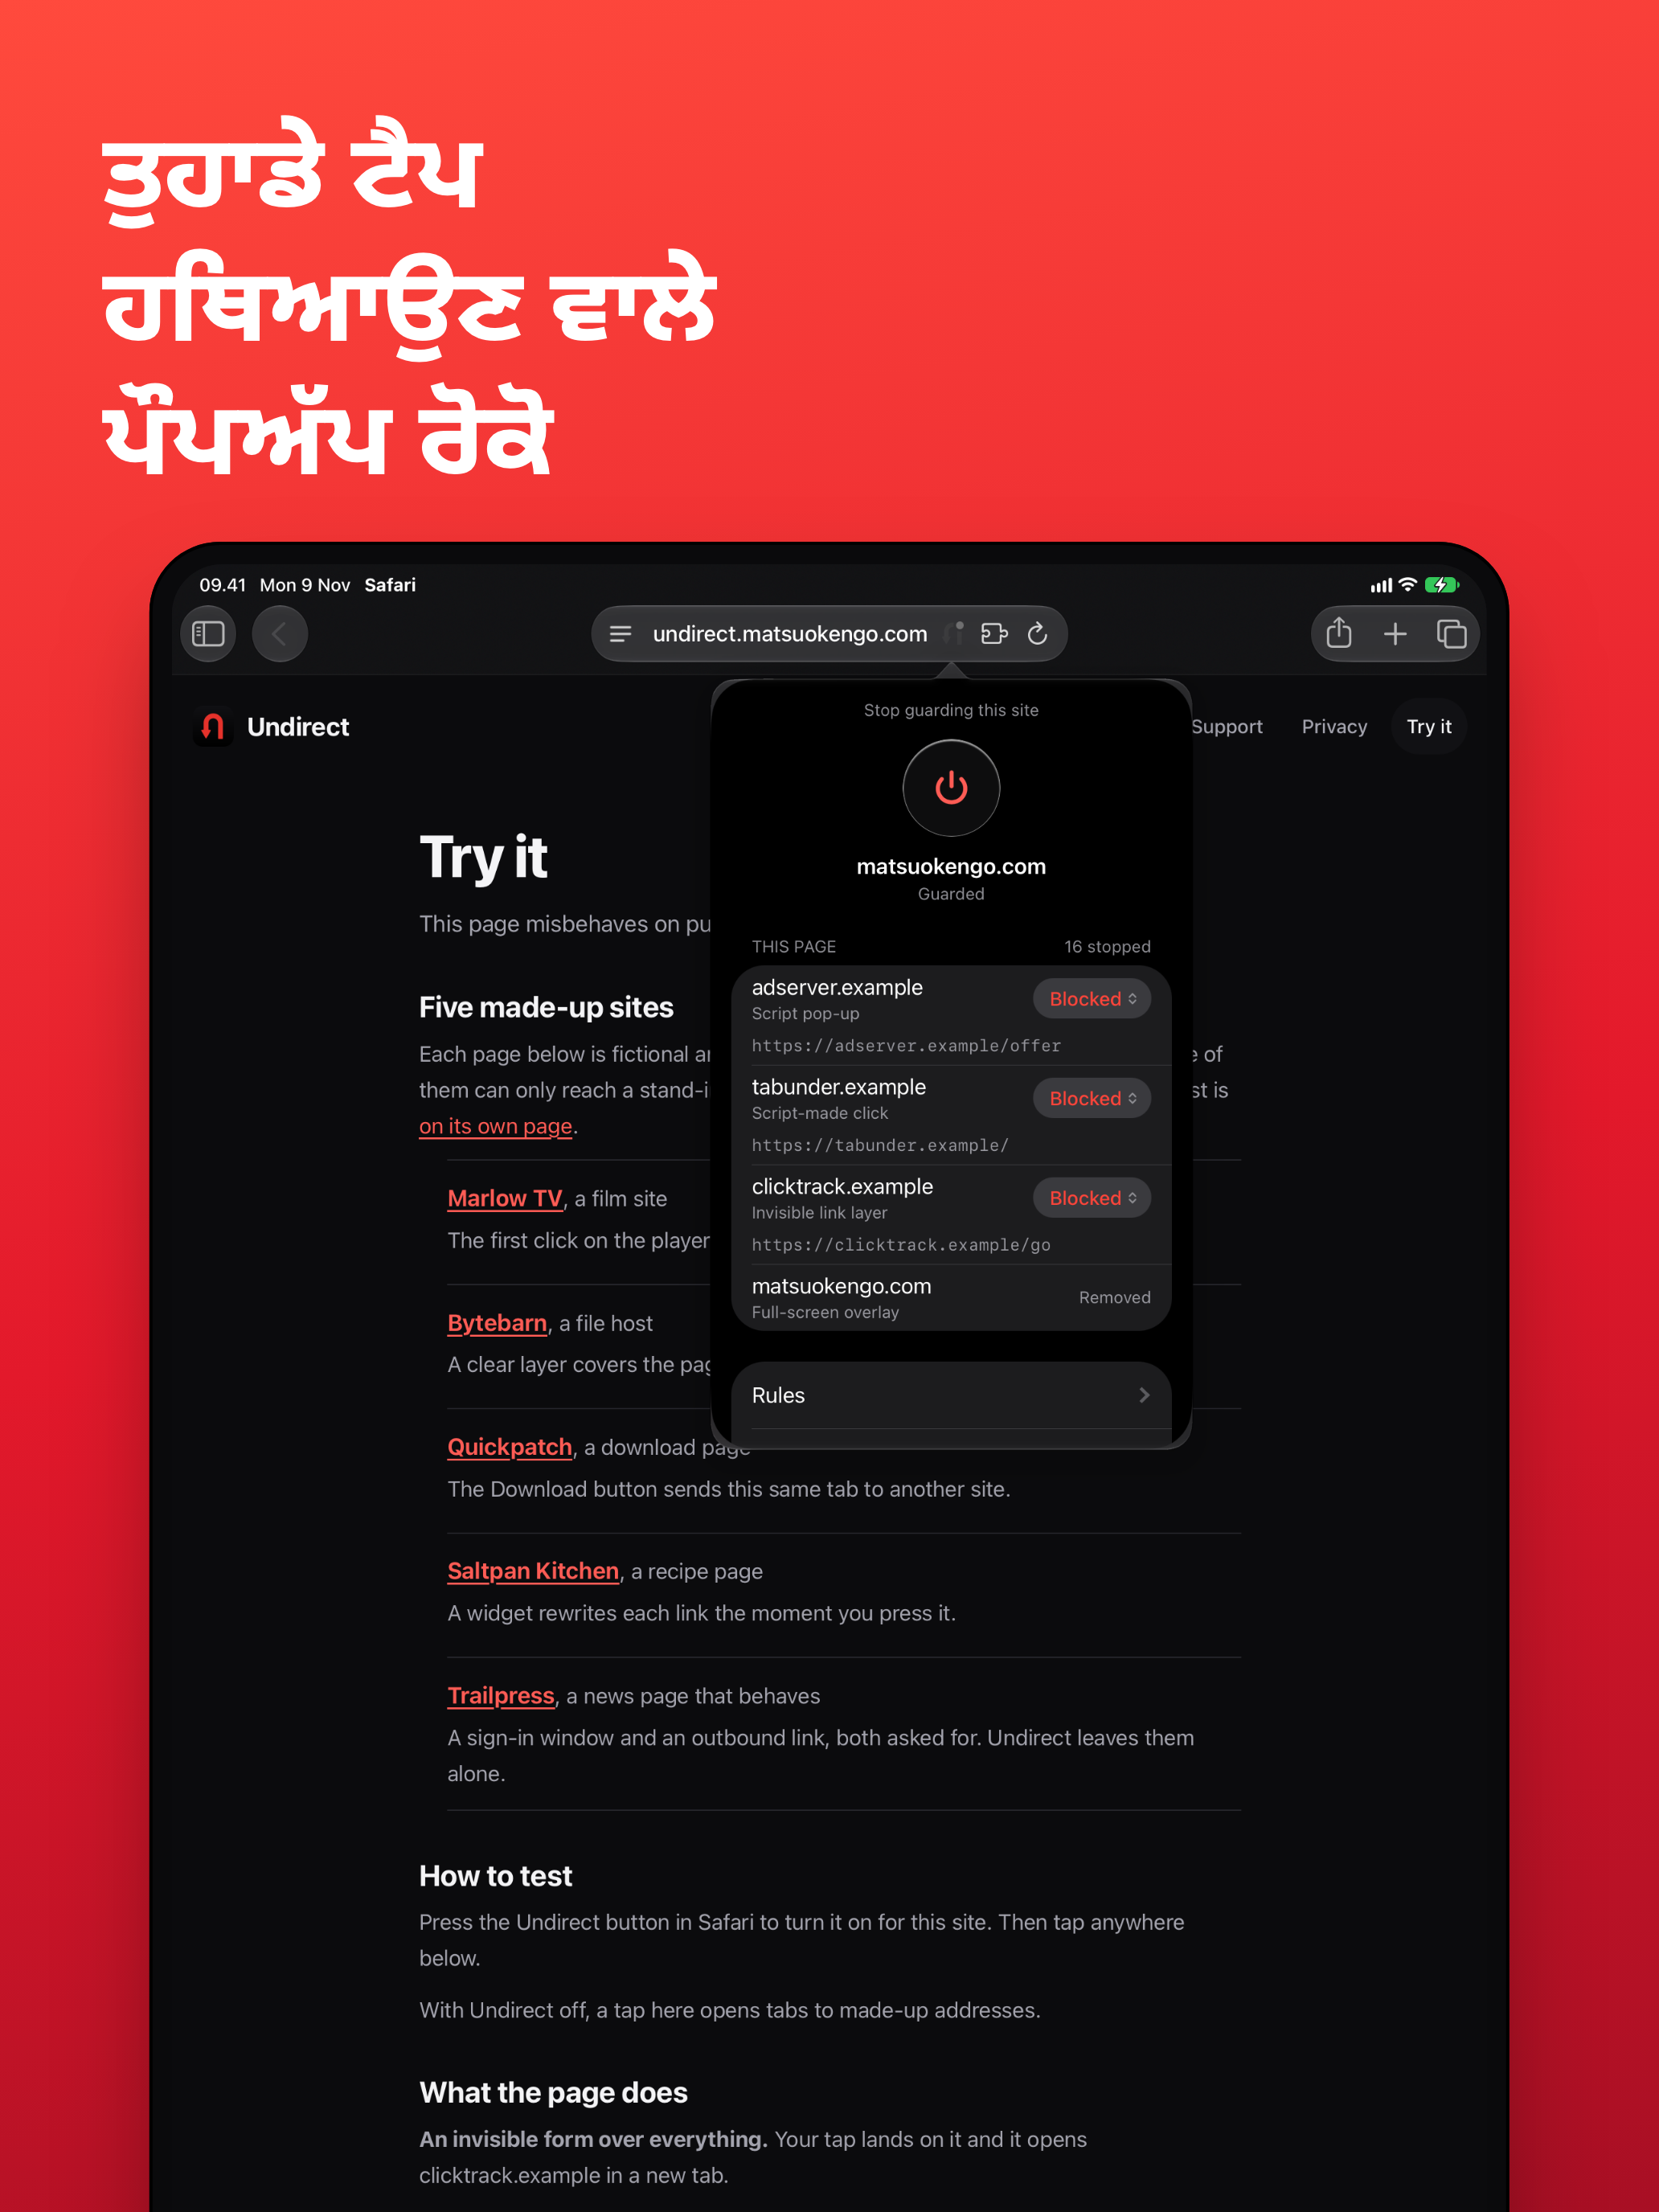 ਤੁਹਾਡੇ ਟੈਪ
ਹਥਿਆਉਣ ਵਾਲੇ
ਪੌਪਅੱਪ ਰੋਕੋ
09.41 Mon 9 Nov Safari
undirect.matsuokengo.com
Undirect
Support Privacy Try it
Stop guarding this site
matsuokengo.com
Guarded
THIS PAGE 16 stopped
adserver.example
Script pop-up
Blocked
https://adserver.example/offer
tabunder.example
Script-made click
Blocked
https://tabunder.example/
clicktrack.example
Invisible link layer
Blocked
https://clicktrack.example/go
matsuokengo.com
Full-screen overlay
Removed
Rules
Try it
This page misbehaves on
Five made-up sites
Each page below is fictional of
them can only reach a is
on its own page.
Marlow TV, a film site
The first click on the player
Bytebarn, a file host
A clear layer covers the
Quickpatch, a download page
The Download button sends this same tab to another site.
Saltpan Kitchen, a recipe page
A widget rewrites each link the moment you press it.
Trailpress, a news page that behaves
A sign-in window and an outbound link, both asked for. Undirect leaves them
alone.
How to test
Press the Undirect button in Safari to turn it on for this site. Then tap anywhere
below.
With Undirect off, a tap here opens tabs to made-up addresses.
What the page does
An invisible form over everything. Your tap lands on it and it opens
clicktrack.example in a new tab.